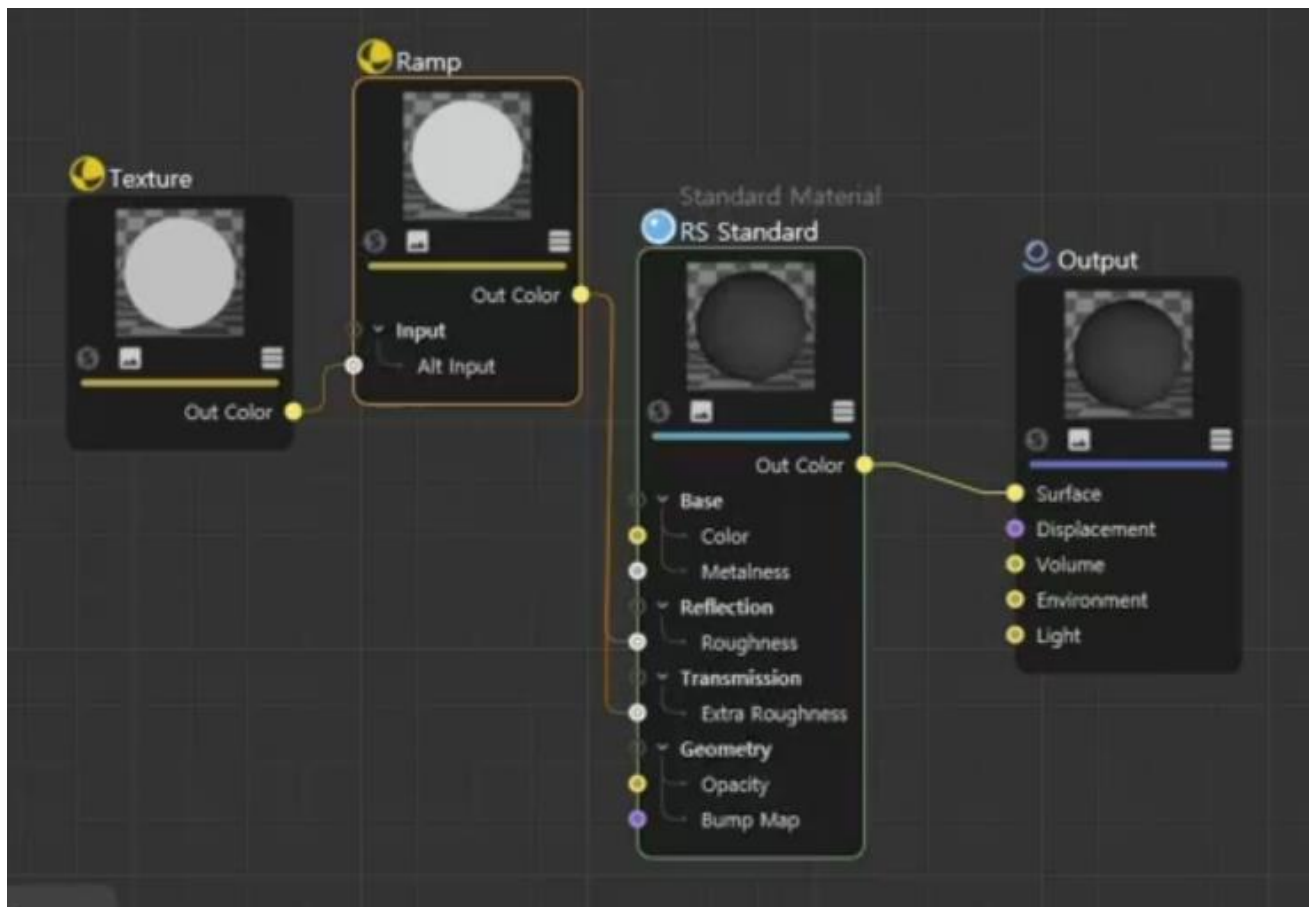 Texture
Out Color
Ramp
Out Color
Input
Alt Input
Standard Material
RS Standard
Out Color
Base
Color
Metalness
Reflection
Roughness
Transmission
Extra Roughness
Geometry
Opacity
Bump Map
Output
Surface
Displacement
Volume
Environment
Light